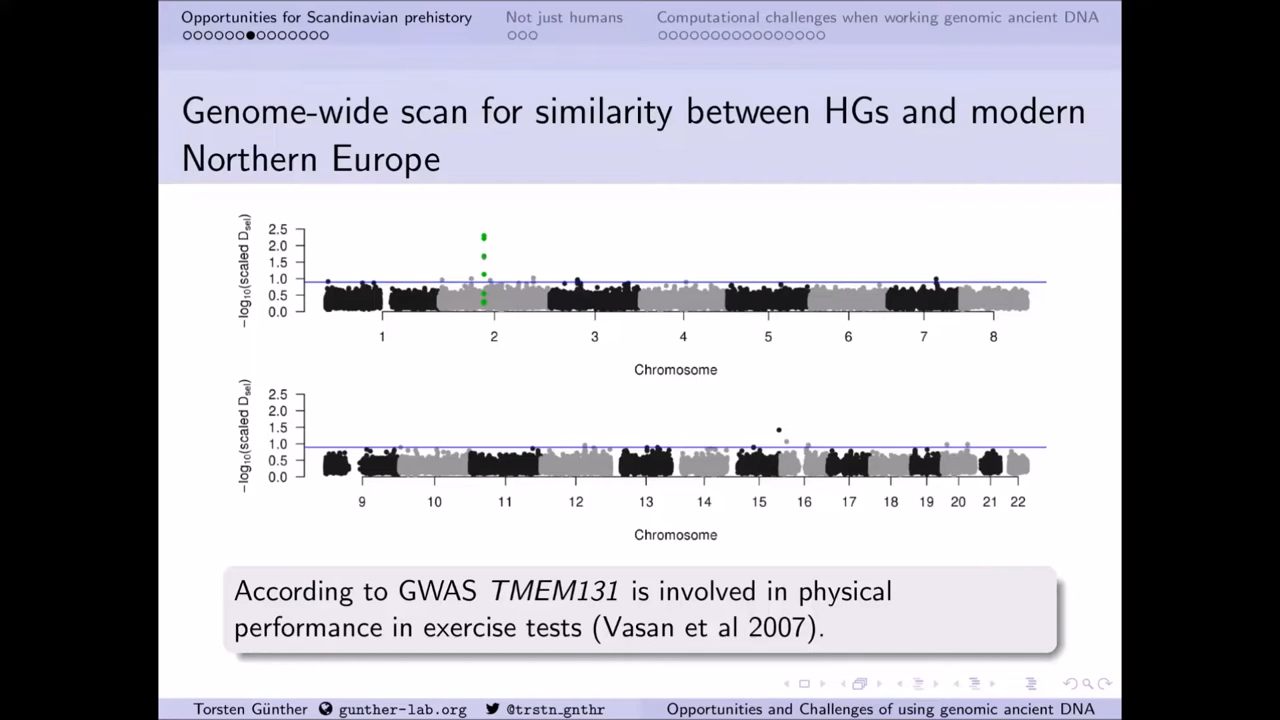 Opportunities for Scandinavian prehistory Not just humans Computational challenges when working genomic ancient DNA
Genome-wide scan for similarity between HGs and modern
Northern Europe
−log10(scaled Dsel)
2.5
2.0
1.5
1.0
0.5
0.0
1 2 3 4 5 6 7 8
Chromosome
−log10(scaled Dsel)
2.5
2.0
1.5
1.0
0.5
0.0
9 10 11 12 13 14 15 16 17 18 19 20 21 22
Chromosome
According to GWAS TMEM131 is involved in physical
performance in exercise tests (Vasan et al 2007).
Torsten Günther gunther-lab.org @trstn_gnthr Opportunities and Challenges of using genomic ancient DNA